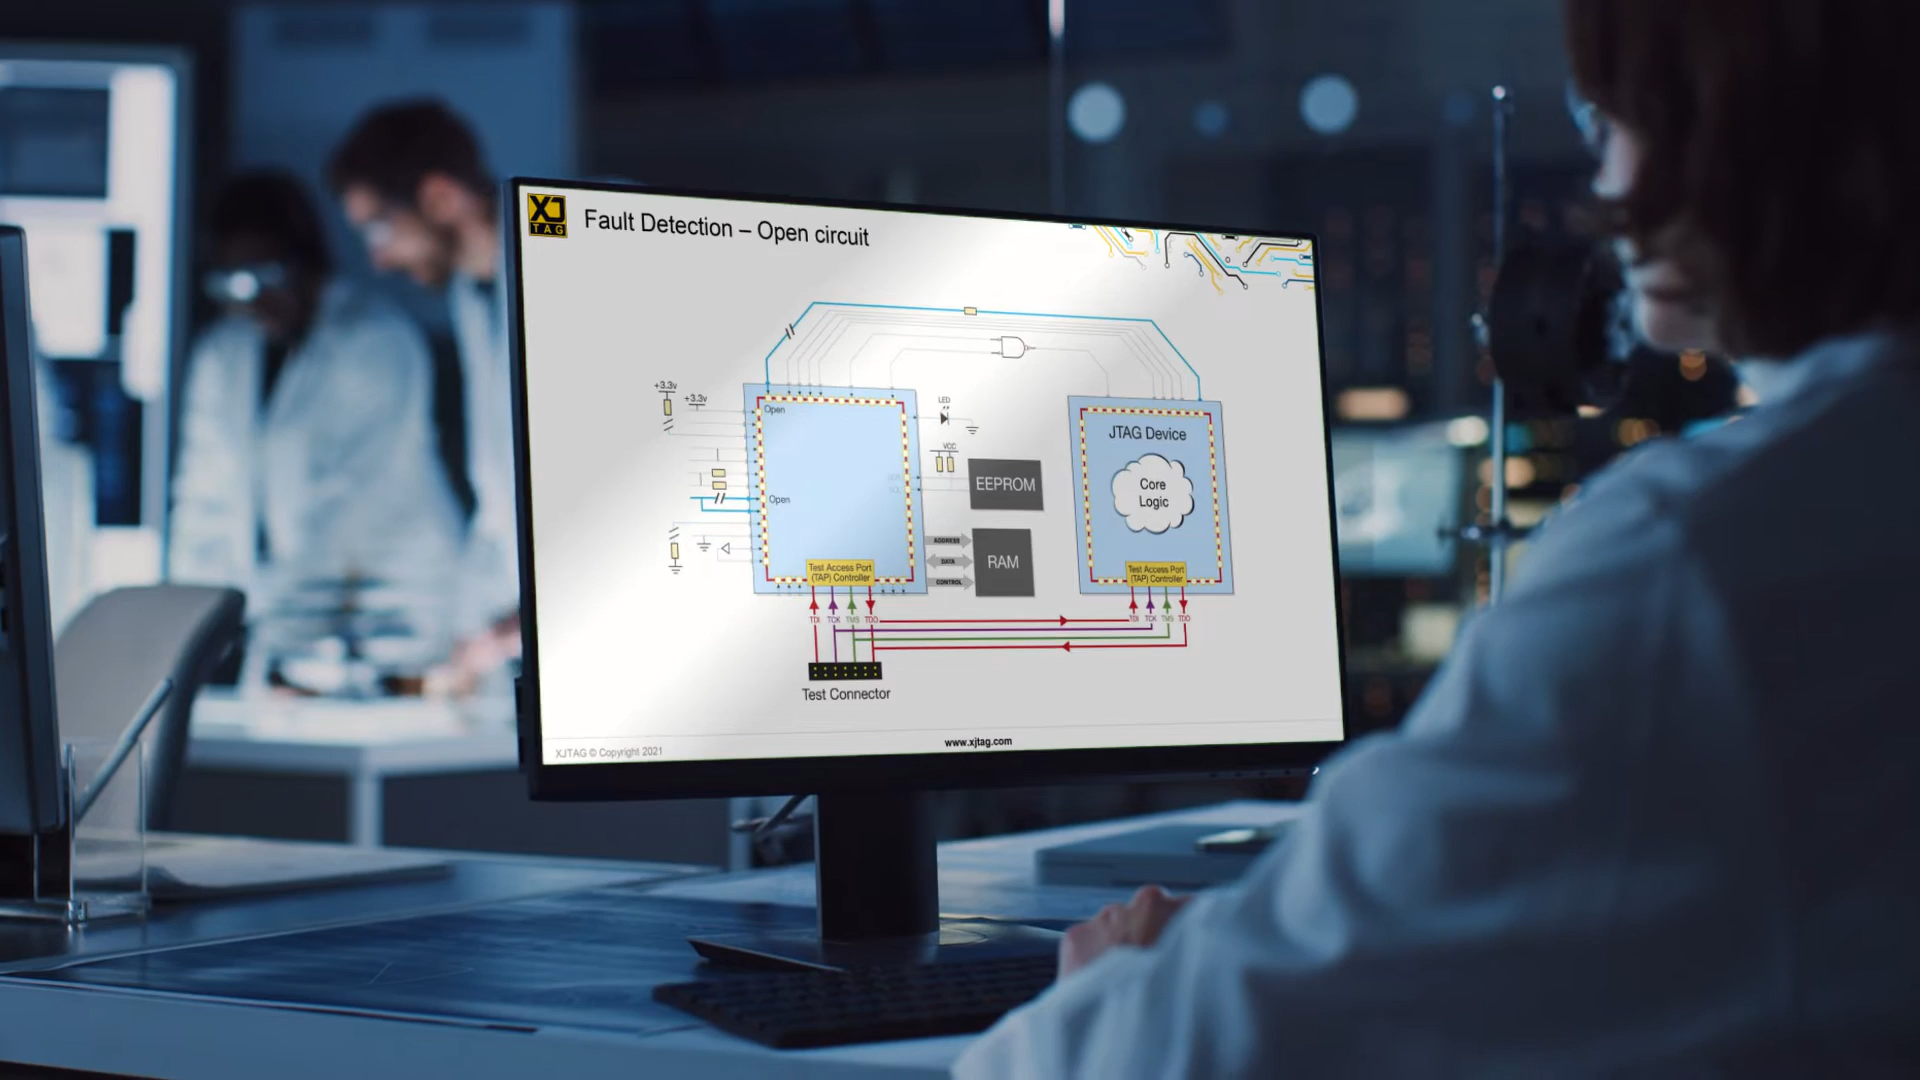 XJ
TAG
Fault Detection – Open circuit
+3.3v
+3.3v
Open
LED
JTAG Device
VCC
Core
Logic
EEPROM
Open
ADDRESS
RAM
DATA
CONTROL
Test Access Port
(TAP) Controller
Test Access Port
(TAP) Controller
TDI TCK TMS TDO
TDI TCK TMS TDO
Test Connector
XJTAG © Copyright 2021
www.xjtag.com